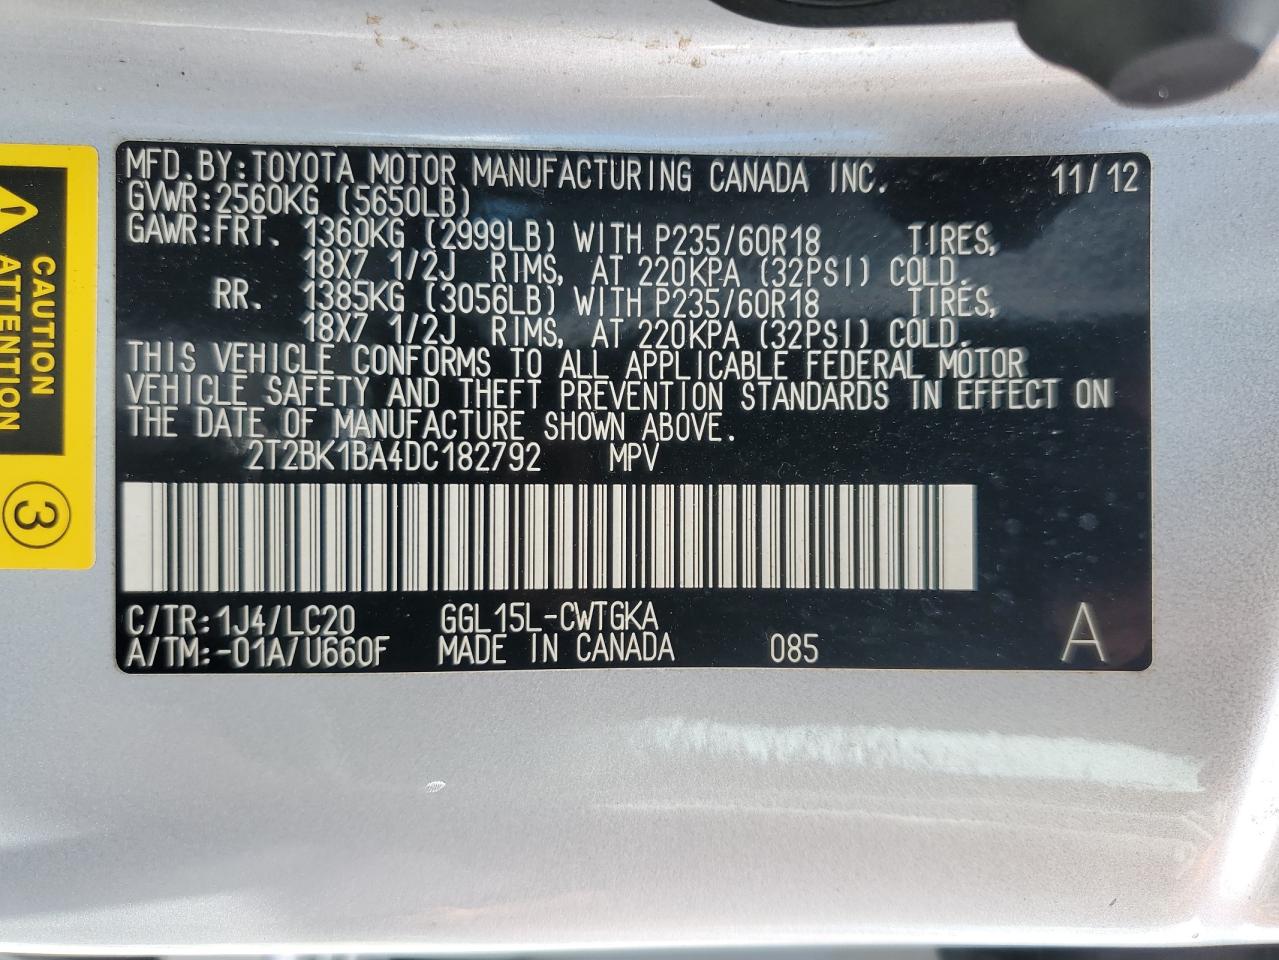 MFD.BY:TOYOTA MOTOR MANUFACTURING CANADA INC. 11/12
GVWR:2560KG (5650LB)
GAWR:FRT. 1360KG (2999LB) WITH P235/60R18 TIRES,
18X7 1/2J RIMS, AT 220KPA (32PSI) COLD.
RR. 1385KG (3056LB) WITH P235/60R18 TIRES,
18X7 1/2J RIMS, AT 220KPA (32PSI) COLD.
THIS VEHICLE CONFORMS TO ALL APPLICABLE FEDERAL MOTOR
VEHICLE SAFETY AND THEFT PREVENTION STANDARDS IN EFFECT ON
THE DATE OF MANUFACTURE SHOWN ABOVE.
2T2BK1BA4DC182792 MPV
C/TR:1J4/LC20 GGL15L-CWTGKA
A/TM:-01A/U660F MADE IN CANADA 085 A
CAUTION
ATTENTION
3